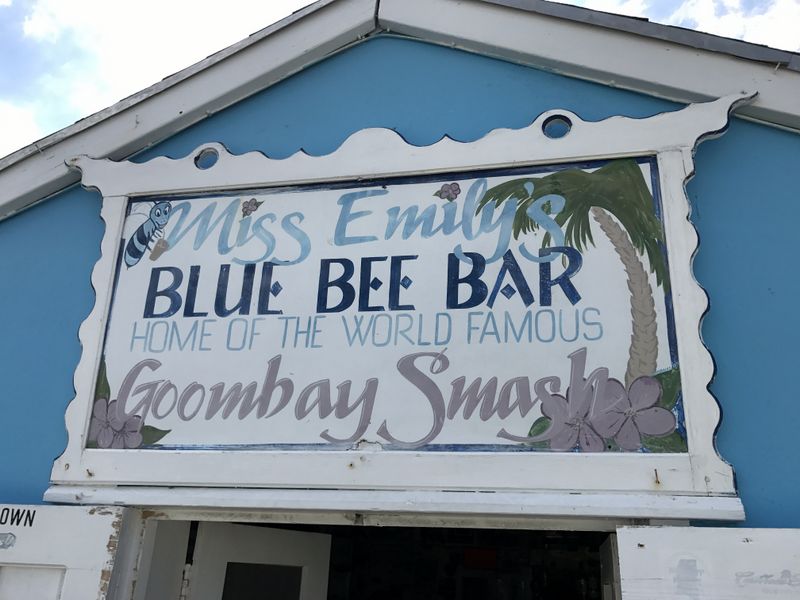 Miss Emily's
BLUE BEE BAR
HOME OF THE WORLD FAMOUS
Goombay Smash
OWN